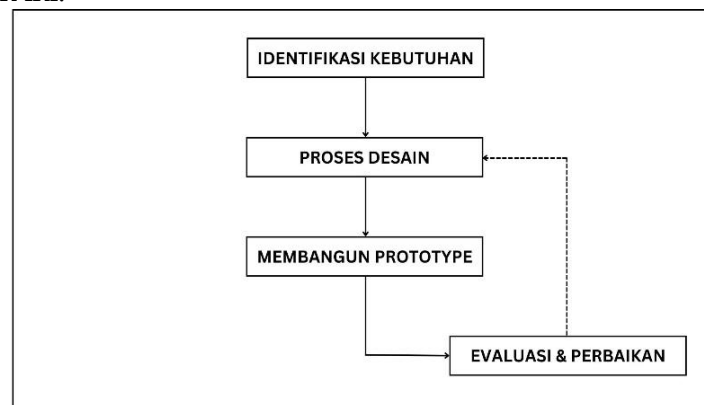 IDENTIFIKASI KEBUTUHAN
PROSES DESAIN
MEMBANGUN PROTOTYPE
EVALUASI & PERBAIKAN